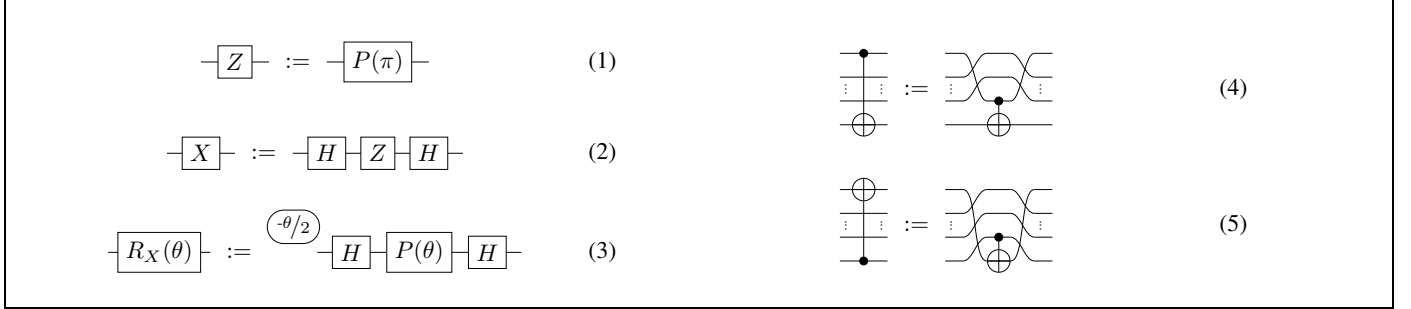 Z := P(π) (1)
X := H Z H (2)
R_X(θ) := -θ/2 H P(θ) H (3)
⋮ ⋮ := ⋮ ⋮ (4)
⋮ ⋮ := ⋮ ⋮ (5)